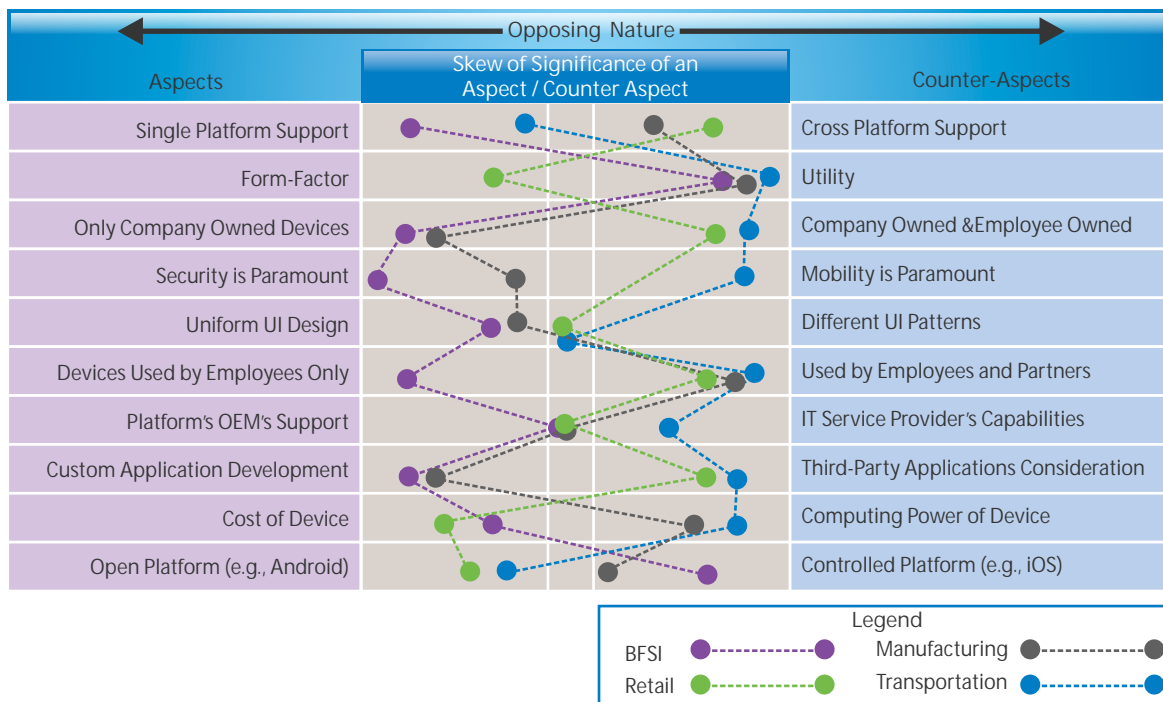 Opposing Nature
Aspects
Skew of Significance of an
Aspect / Counter Aspect
Counter-Aspects
Single Platform Support
Cross Platform Support
Form-Factor
Utility
Only Company Owned Devices
Company Owned &Employee Owned
Security is Paramount
Mobility is Paramount
Uniform UI Design
Different UI Patterns
Devices Used by Employees Only
Used by Employees and Partners
Platform's OEM's Support
IT Service Provider's Capabilities
Custom Application Development
Third-Party Applications Consideration
Cost of Device
Computing Power of Device
Open Platform (e.g., Android)
Controlled Platform (e.g., iOS)
Legend
BFSI
Manufacturing
Retail
Transportation